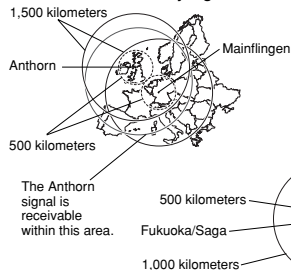 1,500 kilometers
Anthorn
Mainflingen
500 kilometers
The Anthorn
signal is
receivable
within this area.
500 kilometers
Fukuoka/Saga
1,000 kilometers